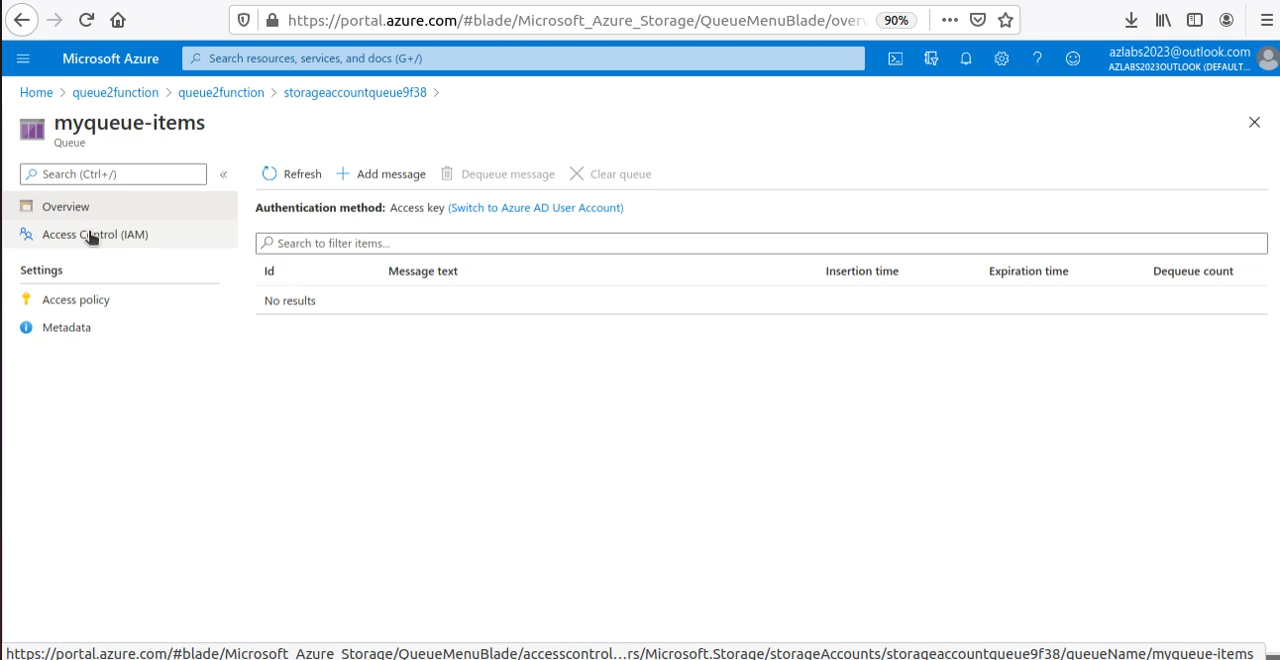 https://portal.azure.com/#blade/Microsoft_Azure_Storage/QueueMenuBlade/over
90%
Microsoft Azure
Search resources, services, and docs (G+/)
azlabs2023@outlook.com
AZLABS2023OUTLOOK (DEFAULT...
Home > queue2function > queue2function > storageaccountqueue9f38 >
myqueue-items
Queue
Search (Ctrl+/)
«
Refresh
Add message
Dequeue message
Clear queue
Overview
Authentication method: Access key (Switch to Azure AD User Account)
Access Control (IAM)
Search to filter items...
Settings
Id Message text Insertion time Expiration time Dequeue count
Access policy
No results
Metadata
https://portal.azure.com/#blade/Microsoft_Azure_Storage/QueueMenuBlade/accesscontrol…rs/Microsoft.Storage/storageAccounts/storageaccountqueue9f38/queueName/myqueue-items